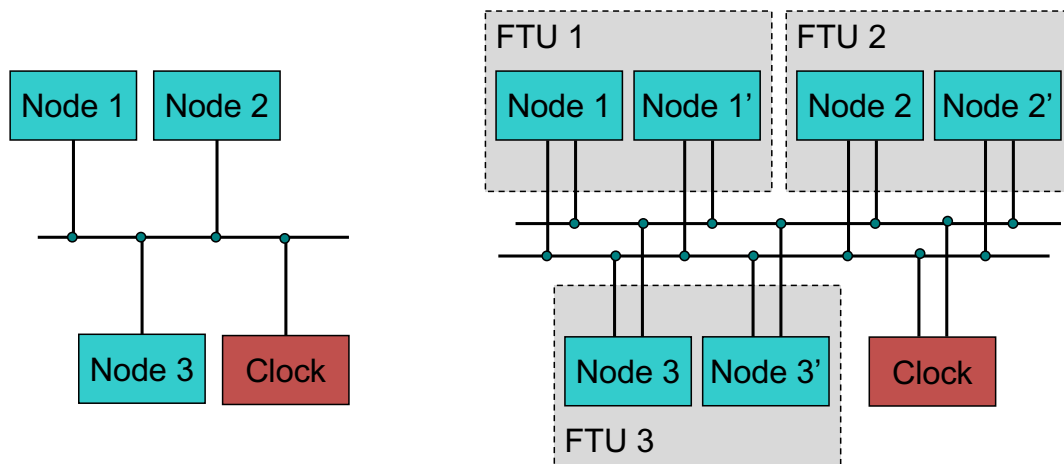 Node 1
Node 2
Node 3
Clock
FTU 1
Node 1
Node 1’
FTU 2
Node 2
Node 2’
Node 3
Node 3’
FTU 3
Clock